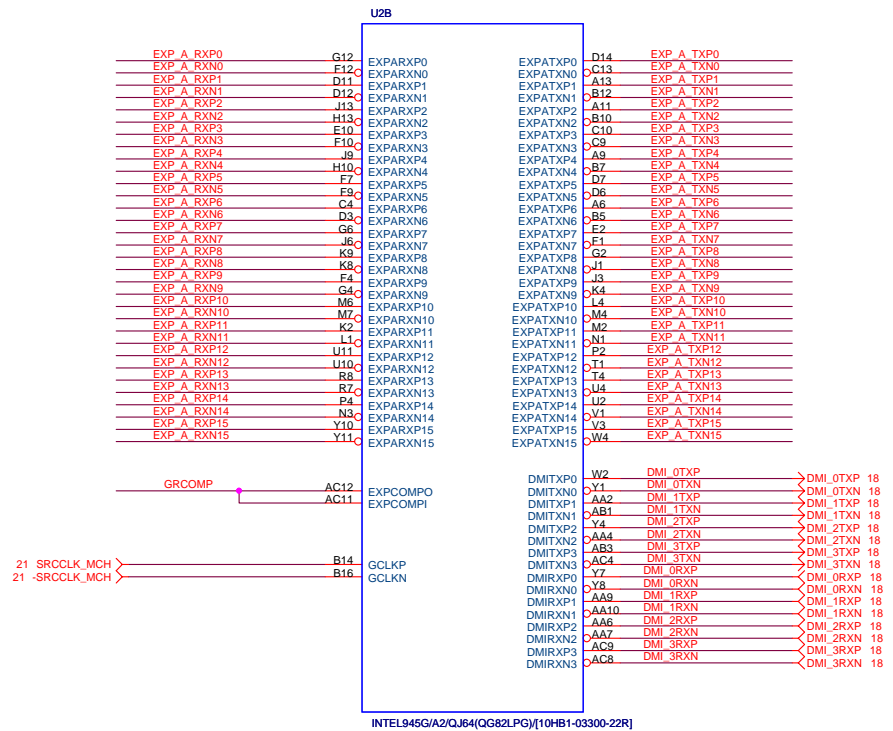 U2B
EXP_A_RXP0 G12 EXPARXP0 EXPATXP0 D14 EXP_A_TXP0
EXP_A_RXN0 F12 EXPARXN0 EXPATXN0 C13 EXP_A_TXN0
EXP_A_RXP1 D11 EXPARXP1 EXPATXP1 A13 EXP_A_TXP1
EXP_A_RXN1 D12 EXPARXN1 EXPATXN1 B12 EXP_A_TXN1
EXP_A_RXP2 J13 EXPARXP2 EXPATXP2 A11 EXP_A_TXP2
EXP_A_RXN2 H13 EXPARXN2 EXPATXN2 B10 EXP_A_TXN2
EXP_A_RXP3 E10 EXPARXP3 EXPATXP3 C10 EXP_A_TXP3
EXP_A_RXN3 F10 EXPARXN3 EXPATXN3 C9 EXP_A_TXN3
EXP_A_RXP4 J9 EXPARXP4 EXPATXP4 A9 EXP_A_TXP4
EXP_A_RXN4 H10 EXPARXN4 EXPATXN4 B7 EXP_A_TXN4
EXP_A_RXP5 F7 EXPARXP5 EXPATXP5 D7 EXP_A_TXP5
EXP_A_RXN5 F9 EXPARXN5 EXPATXN5 D6 EXP_A_TXN5
EXP_A_RXP6 C4 EXPARXP6 EXPATXP6 A6 EXP_A_TXP6
EXP_A_RXN6 D3 EXPARXN6 EXPATXN6 B5 EXP_A_TXN6
EXP_A_RXP7 G6 EXPARXP7 EXPATXP7 E2 EXP_A_TXP7
EXP_A_RXN7 J6 EXPARXN7 EXPATXN7 F1 EXP_A_TXN7
EXP_A_RXP8 K9 EXPARXP8 EXPATXP8 G2 EXP_A_TXP8
EXP_A_RXN8 K8 EXPARXN8 EXPATXN8 J1 EXP_A_TXN8
EXP_A_RXP9 F4 EXPARXP9 EXPATXP9 J3 EXP_A_TXP9
EXP_A_RXN9 G4 EXPARXN9 EXPATXN9 K4 EXP_A_TXN9
EXP_A_RXP10 M6 EXPARXP10 EXPATXP10 L4 EXP_A_TXP10
EXP_A_RXN10 M7 EXPARXN10 EXPATXN10 M4 EXP_A_TXN10
EXP_A_RXP11 K2 EXPARXP11 EXPATXP11 M2 EXP_A_TXP11
EXP_A_RXN11 L1 EXPARXN11 EXPATXN11 N1 EXP_A_TXN11
EXP_A_RXP12 U11 EXPARXP12 EXPATXP12 P2 EXP_A_TXP12
EXP_A_RXN12 U10 EXPARXN12 EXPATXN12 T1 EXP_A_TXN12
EXP_A_RXP13 R8 EXPARXP13 EXPATXP13 T4 EXP_A_TXP13
EXP_A_RXN13 R7 EXPARXN13 EXPATXN13 U4 EXP_A_TXN13
EXP_A_RXP14 P4 EXPARXP14 EXPATXP14 U2 EXP_A_TXP14
EXP_A_RXN14 N3 EXPARXN14 EXPATXN14 V1 EXP_A_TXN14
EXP_A_RXP15 Y10 EXPARXP15 EXPATXP15 V3 EXP_A_TXP15
EXP_A_RXN15 Y11 EXPARXN15 EXPATXN15 W4 EXP_A_TXN15
DMITXP0 W2 DMI_0TXP DMI_0TXP 18
GRCOMP AC12 EXPCOMPO DMITXN0 Y1 DMI_0TXN DMI_0TXN 18
AC11 EXPCOMPI DMITXP1 AA2 DMI_1TXP DMI_1TXP 18
DMITXN1 AB1 DMI_1TXN DMI_1TXN 18
DMITXP2 Y4 DMI_2TXP DMI_2TXP 18
DMITXN2 AA4 DMI_2TXN DMI_2TXN 18
DMITXP3 AB3 DMI_3TXP DMI_3TXP 18
21 SRCCLK_MCH B14 GCLKP DMITXN3 AC4 DMI_3TXN DMI_3TXN 18
21 -SRCCLK_MCH B16 GCLKN DMIRXP0 Y7 DMI_0RXP DMI_0RXP 18
DMIRXN0 Y8 DMI_0RXN DMI_0RXN 18
DMIRXP1 AA9 DMI_1RXP DMI_1RXP 18
DMIRXN1 AA10 DMI_1RXN DMI_1RXN 18
DMIRXP2 AA6 DMI_2RXP DMI_2RXP 18
DMIRXN2 AA7 DMI_2RXN DMI_2RXN 18
DMIRXP3 AC9 DMI_3RXP DMI_3RXP 18
DMIRXN3 AC8 DMI_3RXN DMI_3RXN 18
INTEL945G/A2/QJ64(QG82LPG)/[10HB1-03300-22R]